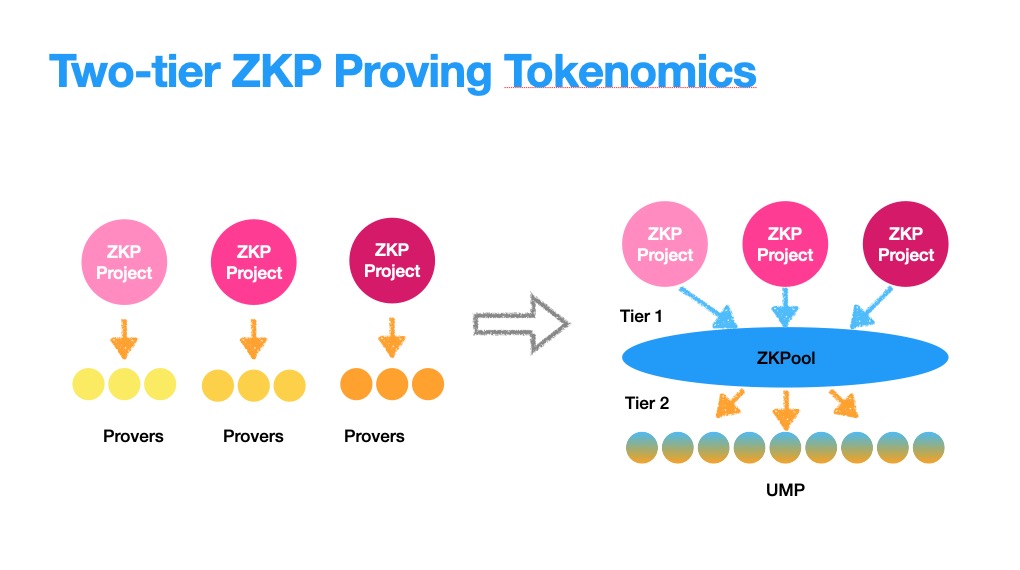 Two-tier ZKP Proving Tokenomics
ZKP
Project
ZKP
Project
ZKP
Project
Provers
Provers
Provers
ZKP
Project
ZKP
Project
ZKP
Project
Tier 1
ZKPool
Tier 2
UMP